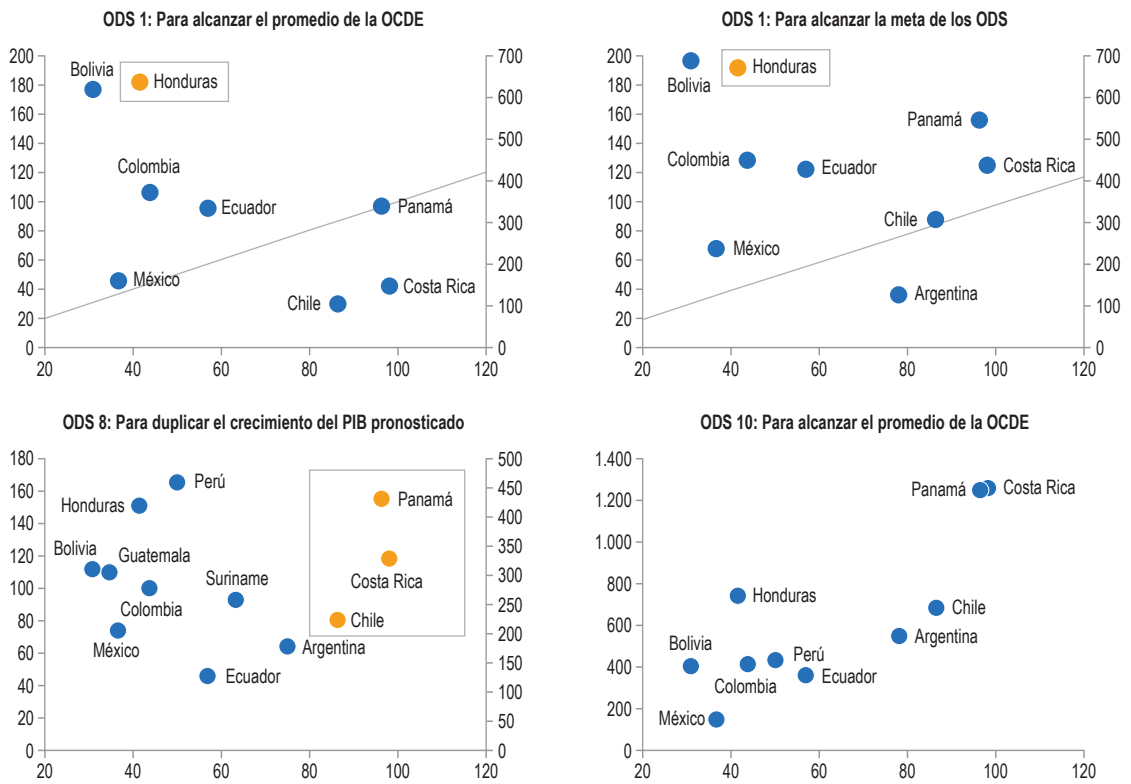 ODS 1: Para alcanzar el promedio de la OCDE
200
180
160
140
120
100
80
60
40
20
0
700
600
500
400
300
200
100
0
20 40 60 80 100 120
Bolivia
Honduras
Colombia
Ecuador
Panamá
México
Chile
Costa Rica
ODS 1: Para alcanzar la meta de los ODS
200
180
160
140
120
100
80
60
40
20
0
700
600
500
400
300
200
100
0
20 40 60 80 100 120
Honduras
Bolivia
Panamá
Colombia
Ecuador
Costa Rica
Chile
México
Argentina
ODS 8: Para duplicar el crecimiento del PIB pronosticado
180
160
140
120
100
80
60
40
20
0
500
450
400
350
300
250
200
150
100
50
0
20 40 60 80 100 120
Perú
Honduras
Panamá
Bolivia
Guatemala
Suriname
Costa Rica
Colombia
Chile
México
Argentina
Ecuador
ODS 10: Para alcanzar el promedio de la OCDE
1.400
1.200
1.000
800
600
400
200
0
20 40 60 80 100 120
Panamá
Costa Rica
Honduras
Chile
Argentina
Bolivia
Perú
Colombia
Ecuador
México